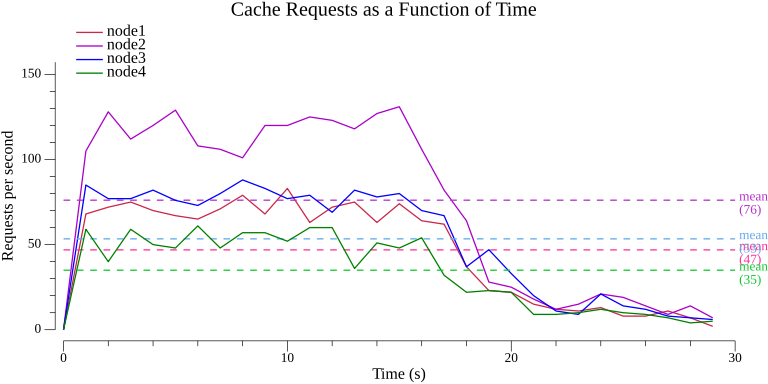 Cache Requests as a Function of Time
node1
node2
node3
node4
Requests per second
150
100
50
0
mean
(76)
mean
mean
(47)
mean
(35)
0
10
20
30
Time (s)